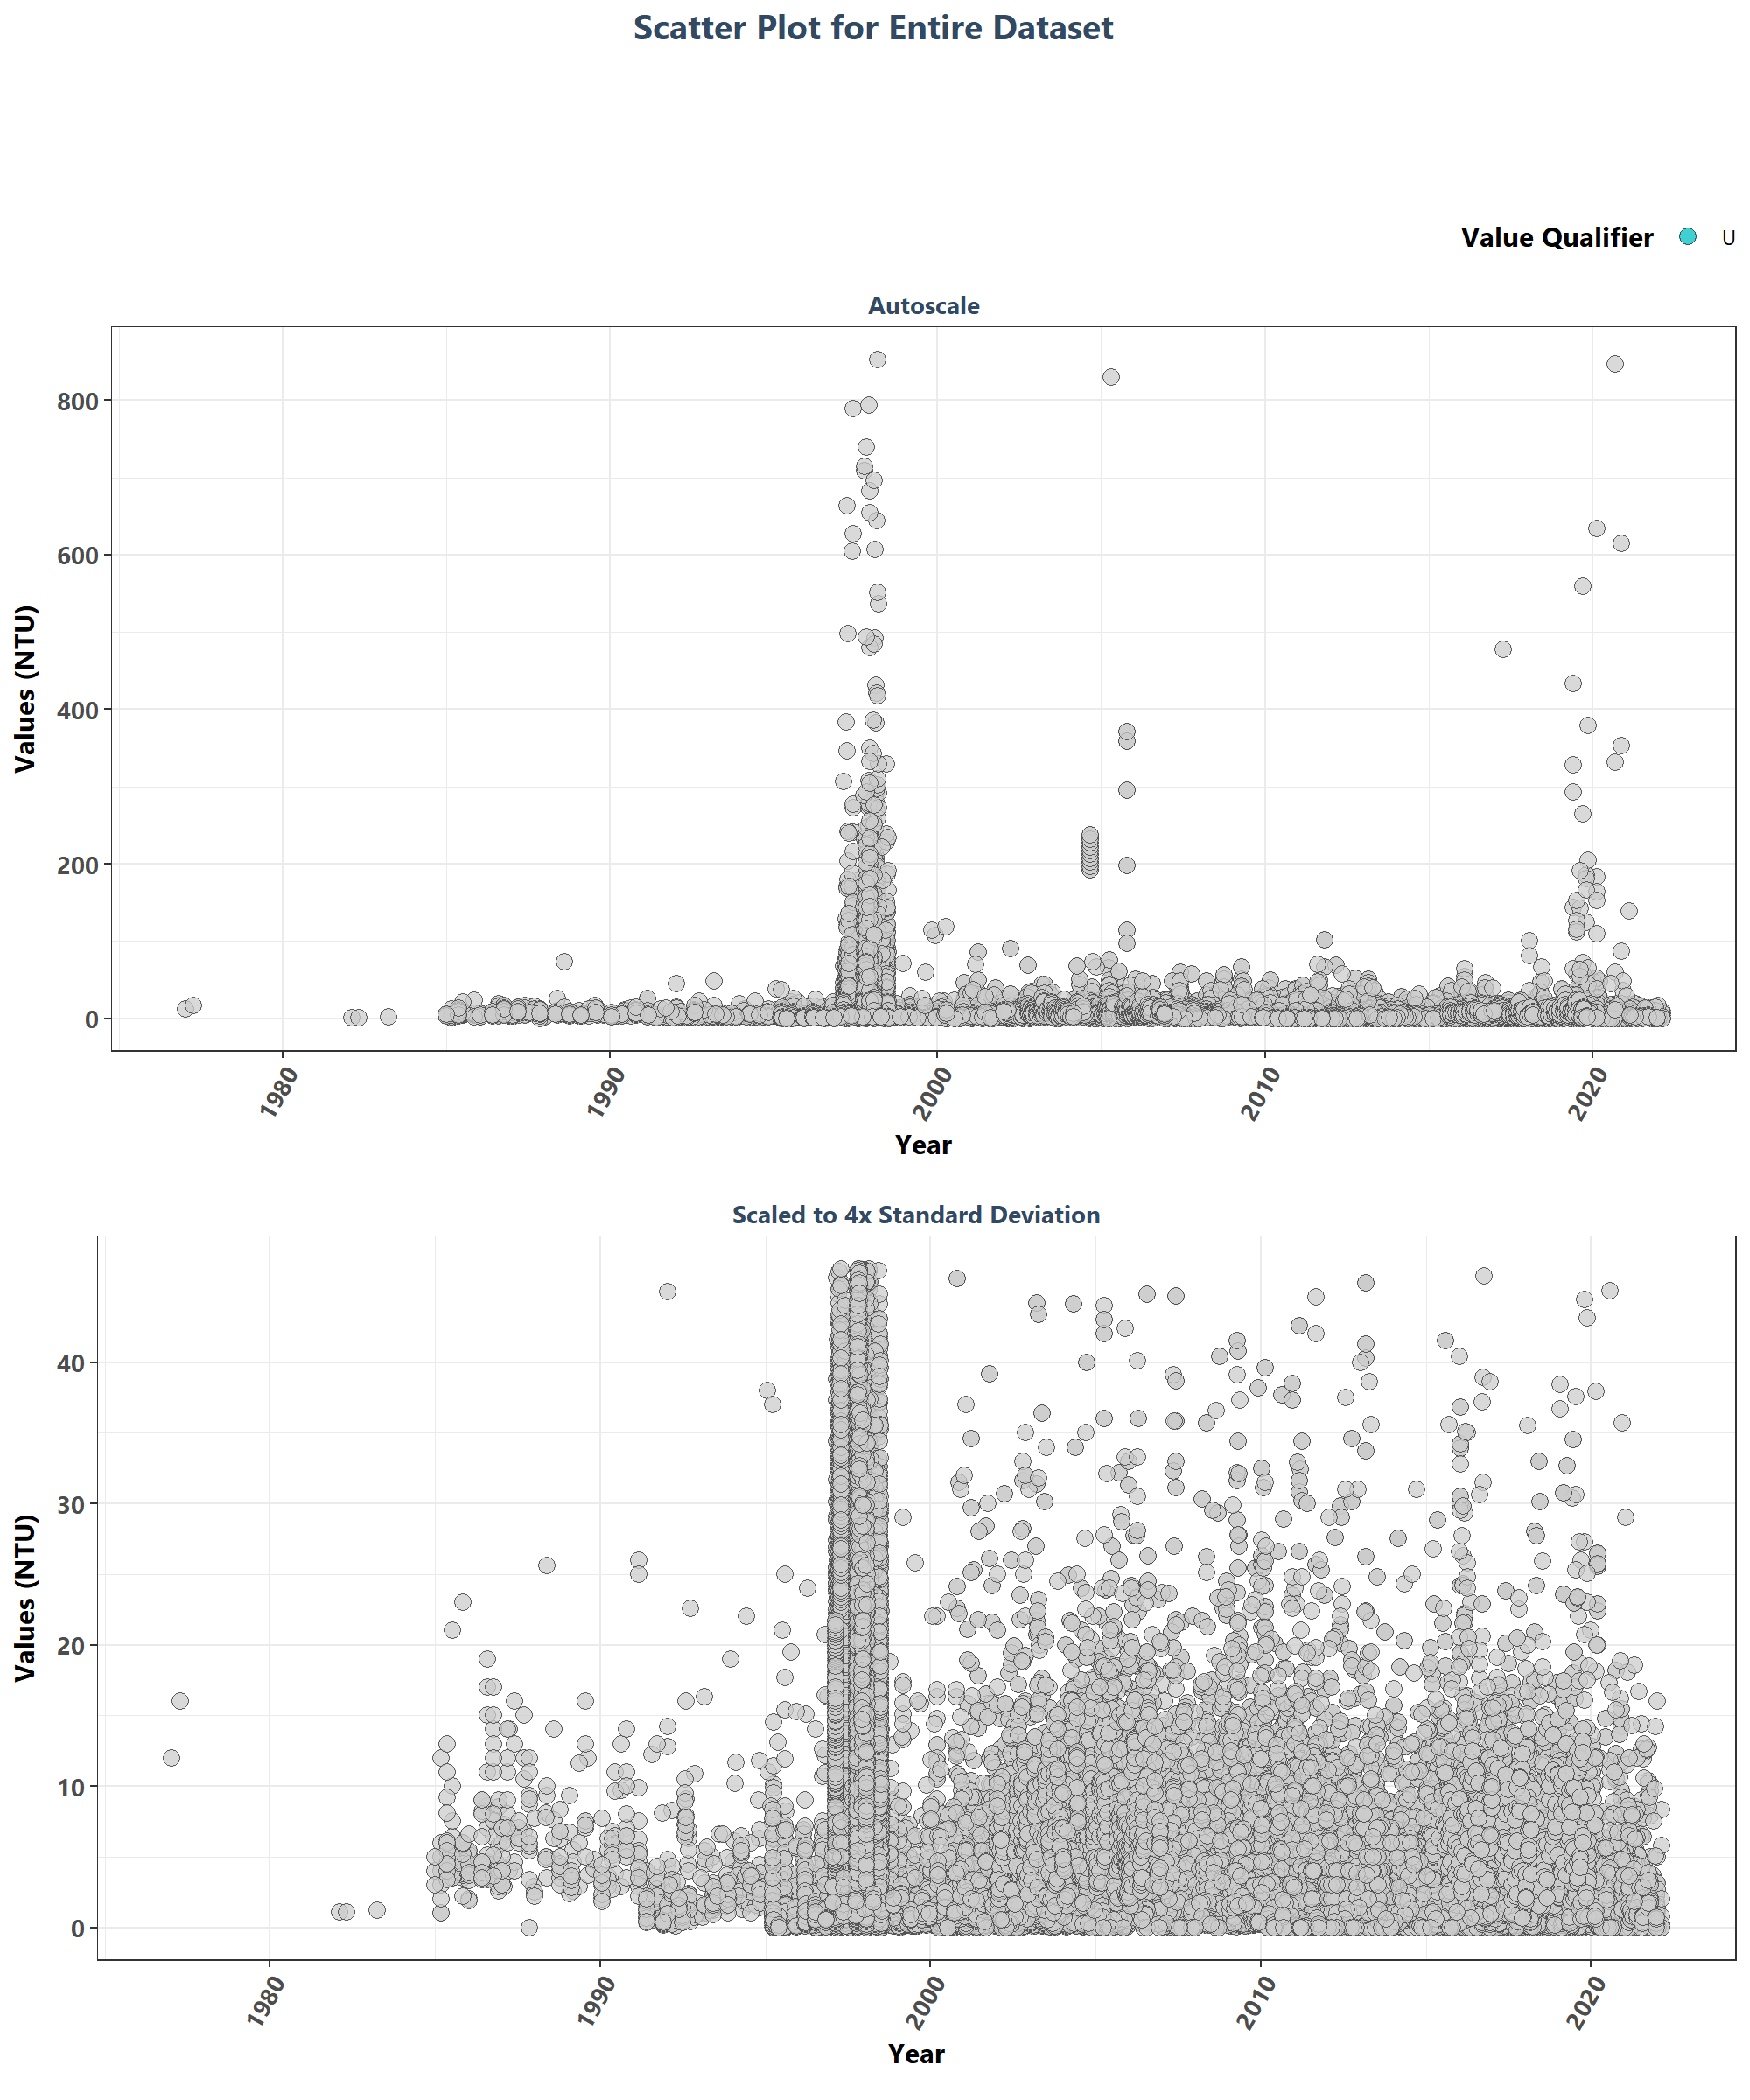 Scatter Plot for Entire Dataset
Value Qualifier U
Autoscale
Values (NTU)
800
600
400
200
0
1980 1990 2000 2010 2020
Year
Scaled to 4x Standard Deviation
Values (NTU)
40
30
20
10
0
1980 1990 2000 2010 2020
Year